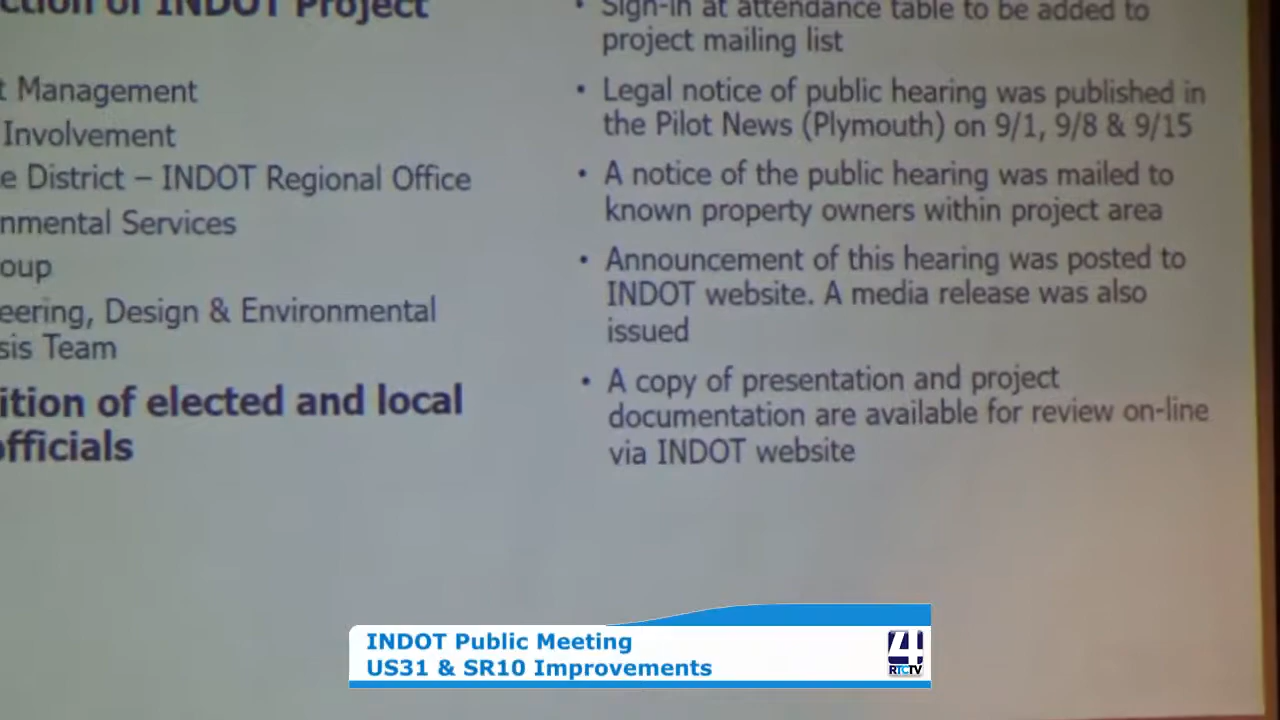 ction of INDOT Project
t Management
Involvement
e District – INDOT Regional Office
nmental Services
oup
eering, Design & Environmental
sis Team
ition of elected and local
officials
• Sign-in at attendance table to be added to
project mailing list
• Legal notice of public hearing was published in
the Pilot News (Plymouth) on 9/1, 9/8 & 9/15
• A notice of the public hearing was mailed to
known property owners within project area
• Announcement of this hearing was posted to
INDOT website. A media release was also
issued
• A copy of presentation and project
documentation are available for review on-line
via INDOT website
INDOT Public Meeting
US31 & SR10 Improvements
4
RTCTV